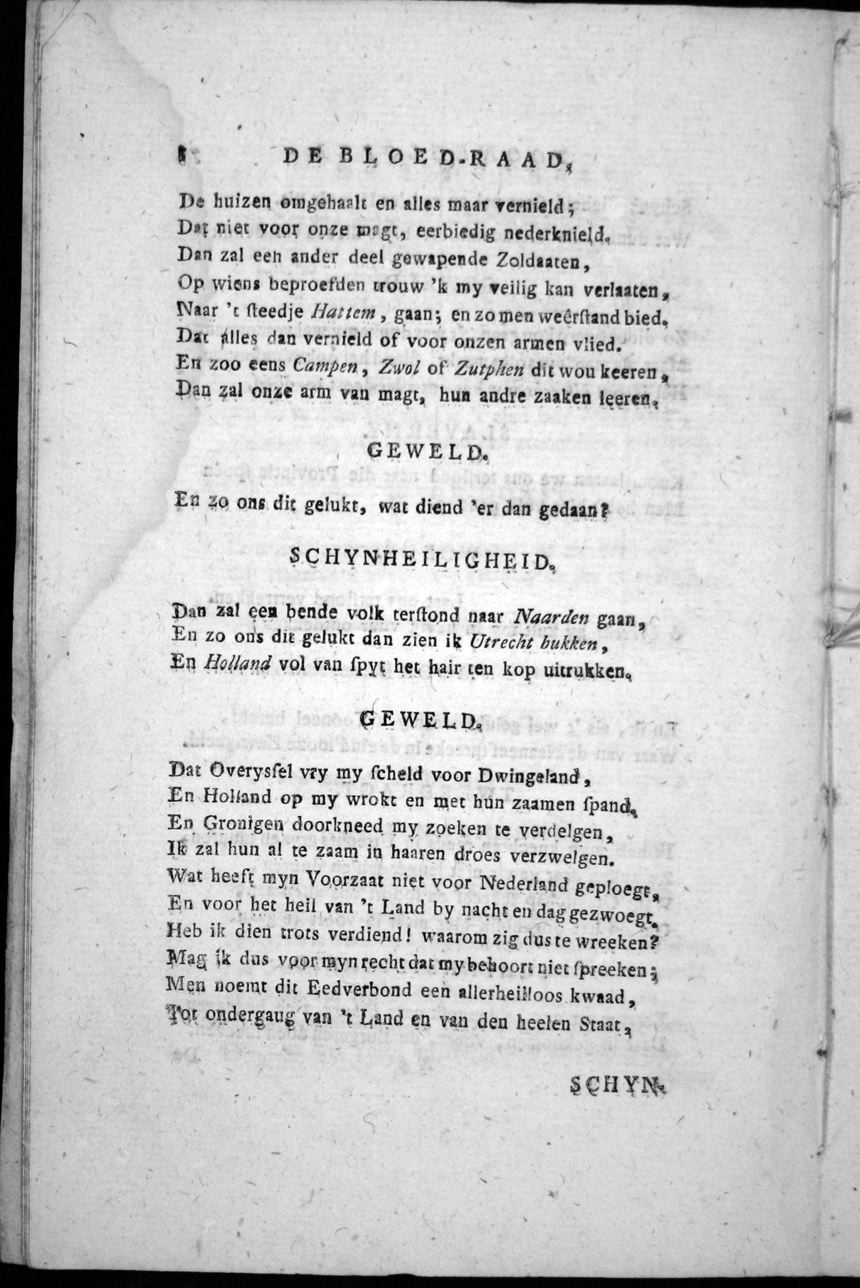 8 DE BLOED-RAAD,
De huizen omgehaalt en alles maar vernield;
Dat niet voor onze magt, eerbiedig nederknield.
Dan zal een ander deel gewapende Zoldaaten,
Op wiens beproefden trouw 'k my veilig kan verlaaten,
Naar 't ſteedje Hattem, gaan; en zo men weêrſtand bied.
Dat alles dan vernield of voor onzen armen vlied.
En zoo eens Campen, Zwol of Zutphen dit wou keeren,
Dan zal onze arm van magt, hun andre zaaken leeren.
GEWELD.
En zo ons dit gelukt, wat diend 'er dan gedaan?
SCHYNHEILIGHEID.
Dan zal een bende volk terſtond naar Naarden gaan,
En zo ons dit gelukt dan zien ik Utrecht bukken,
En Holland vol van ſpyt het hair ten kop uitrukken.
GEWELD.
Dat Overyſſel vry my ſcheld voor Dwingeland,
En Holland op my wrokt en met hun zaamen ſpand,
En Gronigen doorkneed my zoeken te verdelgen,
Ik zal hun al te zaam in haaren droes verzwelgen.
Wat heeft myn Voorzaat niet voor Nederland geploegt,
En voor het heil van 't Land by nacht en dag gezwoegt.
Heb ik dien trots verdiend! waarom zig dus te wreeken?
Mag ik dus voor myn recht dat my behoort niet ſpreeken;
Men noemt dit Eedverbond een allerheilloos kwaad,
Tot ondergaug van 't Land en van den heelen Staat,
SCHYN-